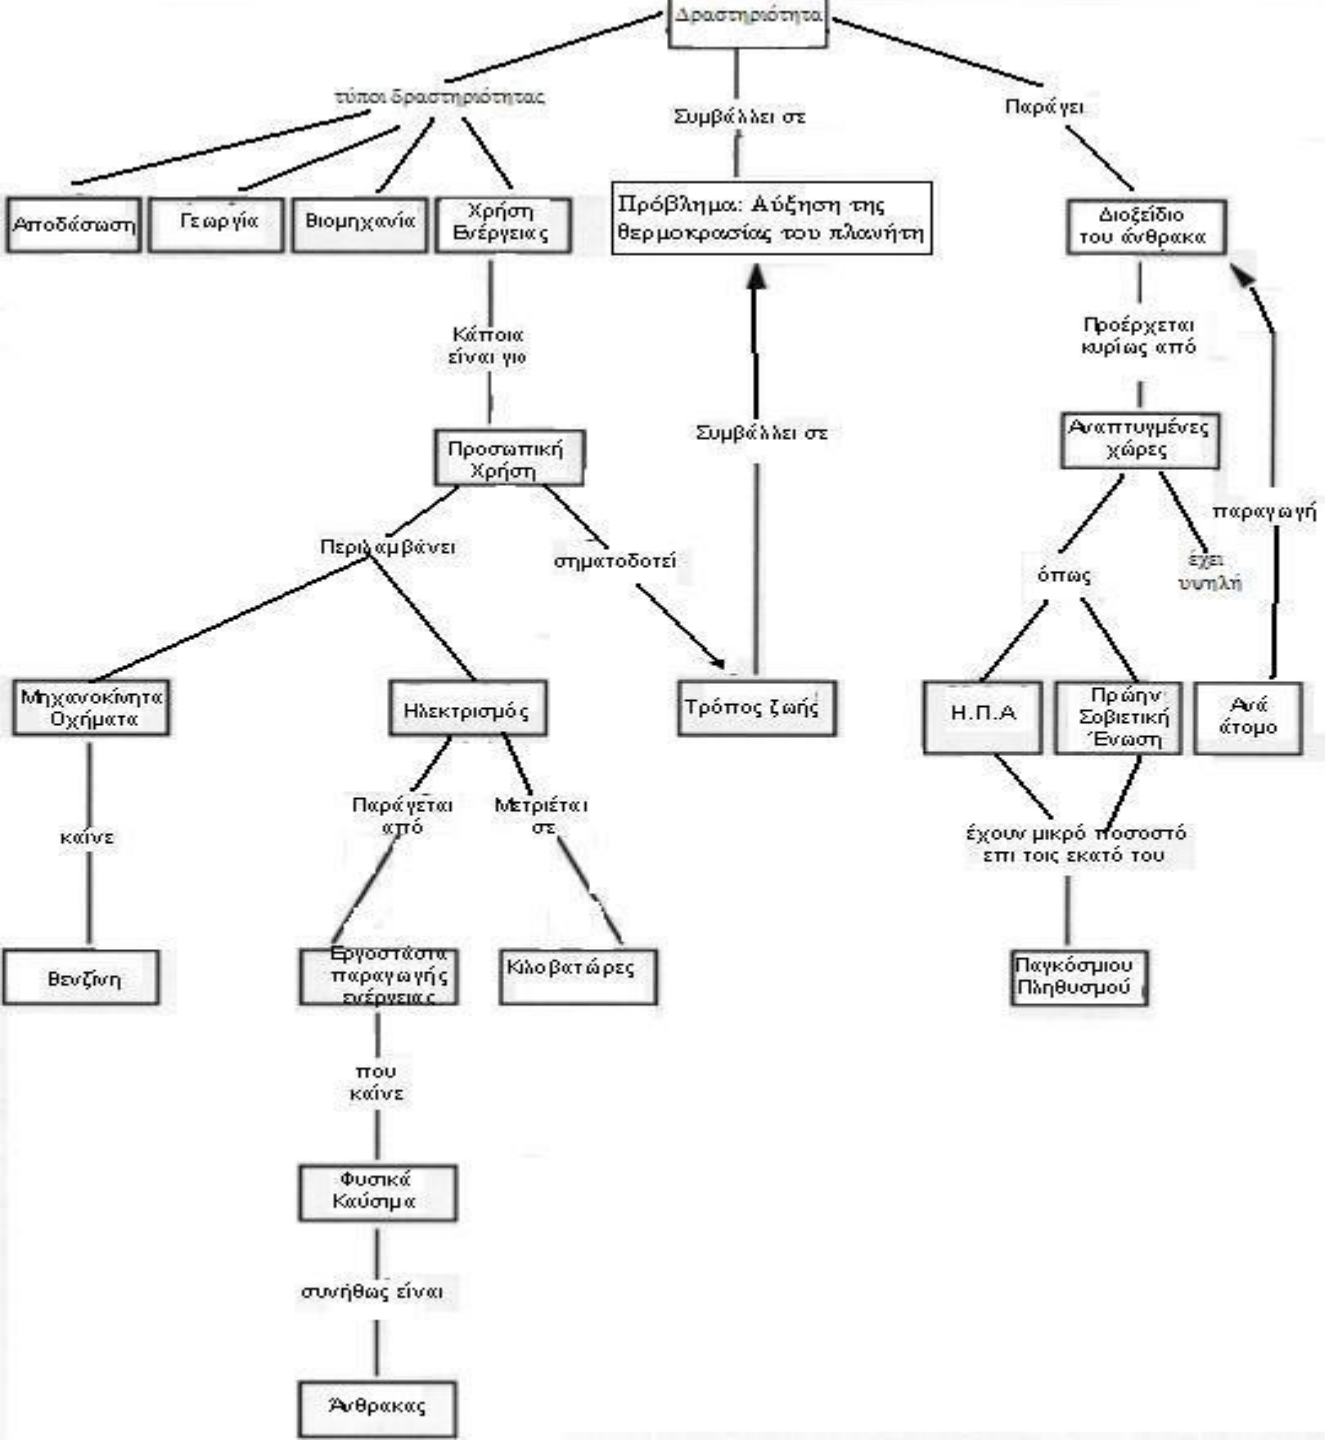 Δραστηριότητα
τύποι δραστηριότητας
Συμβάλλει σε
Παράγει
Αποδάσωση
Γεωργία
Βιομηχανία
Χρήση
Ενέργειας
Πρόβλημα: Αύξηση της
θερμοκρασίας του πλανήτη
Διοξείδιο
του άνθρακα
Κάποια
είναι για
Προέρχεται
κυρίως από
Προσωπική
Χρήση
Συμβάλλει σε
Αναπτυγμένες
χώρες
παραγωγή
Περιλαμβάνει
σηματοδοτεί
όπως
έχει
υψηλή
Μηχανοκίνητα
Οχήματα
Ηλεκτρισμός
Τρόπος ζωής
Η.Π.Α
Πρώην
Σοβιετική
Ένωση
Ανά
άτομο
καίνε
Παράγεται
από
Μετριέται
σε
έχουν μικρό ποσοστό
επι τοις εκατό του
Βενζίνη
Εργοστάστα
παραγωγής
ενέργειας
Κιλοβατώρες
Παγκόσμιου
Πληθυσμού
που
καίνε
Φυσικά
Καύσιμα
συνήθως είναι
Άνθρακας